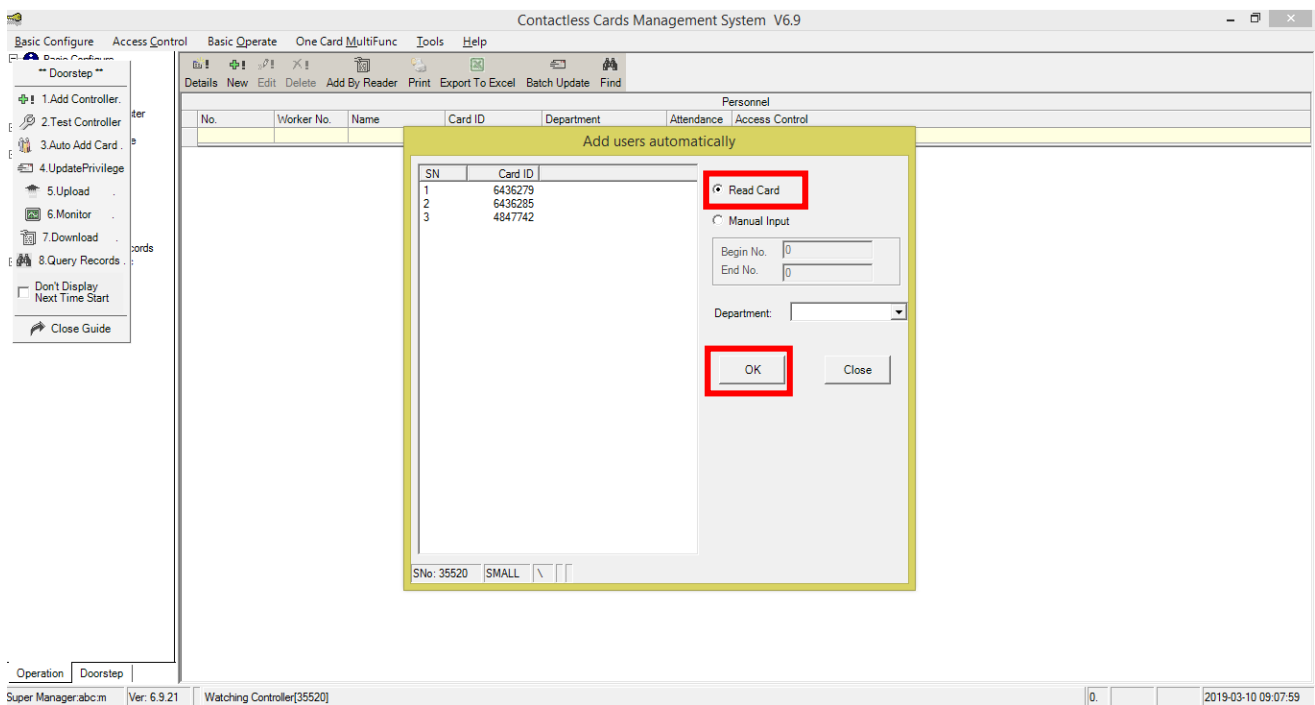 Contactless Cards Management System V6.9
Basic Configure Access Control Basic Operate One Card MultiFunc Tools Help
Basic Configure
** Doorstep **
1.Add Controller.
2.Test Controller
3.Auto Add Card .
4.UpdatePrivilege
5.Upload .
6.Monitor .
7.Download .
8.Query Records .
Don't Display
Next Time Start
Close Guide
cords
Details New Edit Delete Add By Reader Print Export To Excel Batch Update Find
Personnel
No. Worker No. Name Card ID Department Attendance Access Control
Add users automatically
SN Card ID
1 6436279
2 6436285
3 4847742
Read Card
Manual Input
Begin No. 0
End No. 0
Department:
OK Close
SNo: 35520 SMALL \
Operation Doorstep
Super Manager:abc:m Ver: 6.9.21 Watching Controller[35520] 0. 2019-03-10 09:07:59